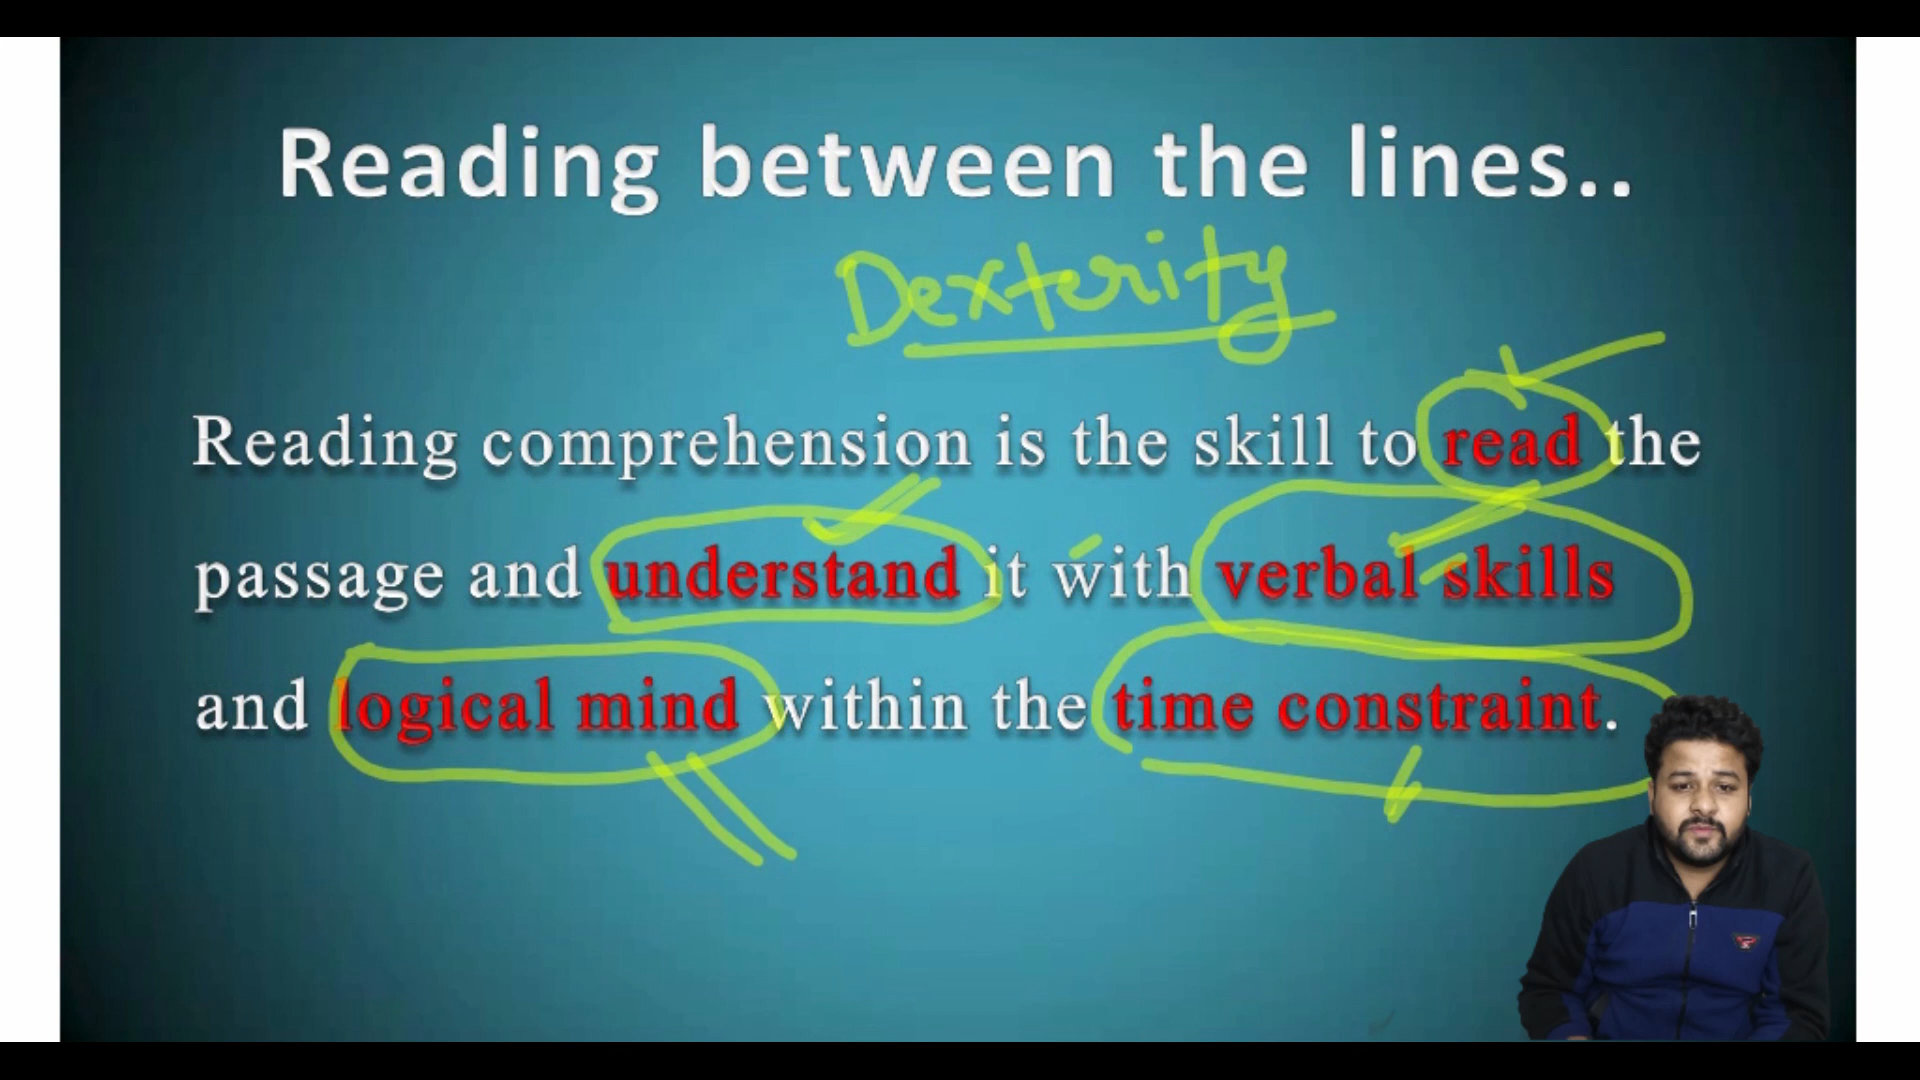 Reading between the lines..
Dexterity
Reading comprehension is the skill to read the
passage and understand it with verbal skills
and logical mind within the time constraint.